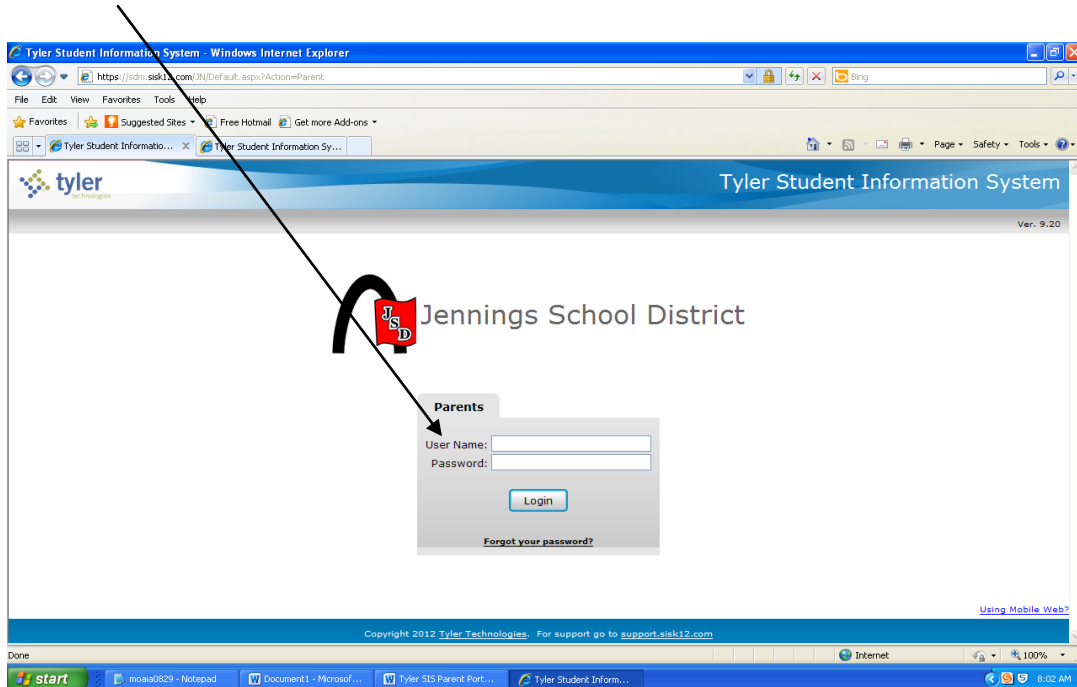 Tyler Student Information System - Windows Internet Explorer
https://sdm.sisk12.com/JN/Default.aspx?Action=Parent
Bing
File Edit View Favorites Tools Help
Favorites Suggested Sites Free Hotmail Get more Add-ons
Tyler Student Informatio... X Tyler Student Information Sy... Page Safety Tools
tyler technologies
Tyler Student Information System
Ver. 9.20
JSD
Jennings School District
Parents
User Name:
Password:
Login
Forgot your password?
Using Mobile Web?
Copyright 2012 Tyler Technologies. For support go to support.sisk12.com
Done Internet 100%
start moaia0829 - Notepad Document1 - Microsof... Tyler SIS Parent Port... Tyler Student Inform... 8:02 AM